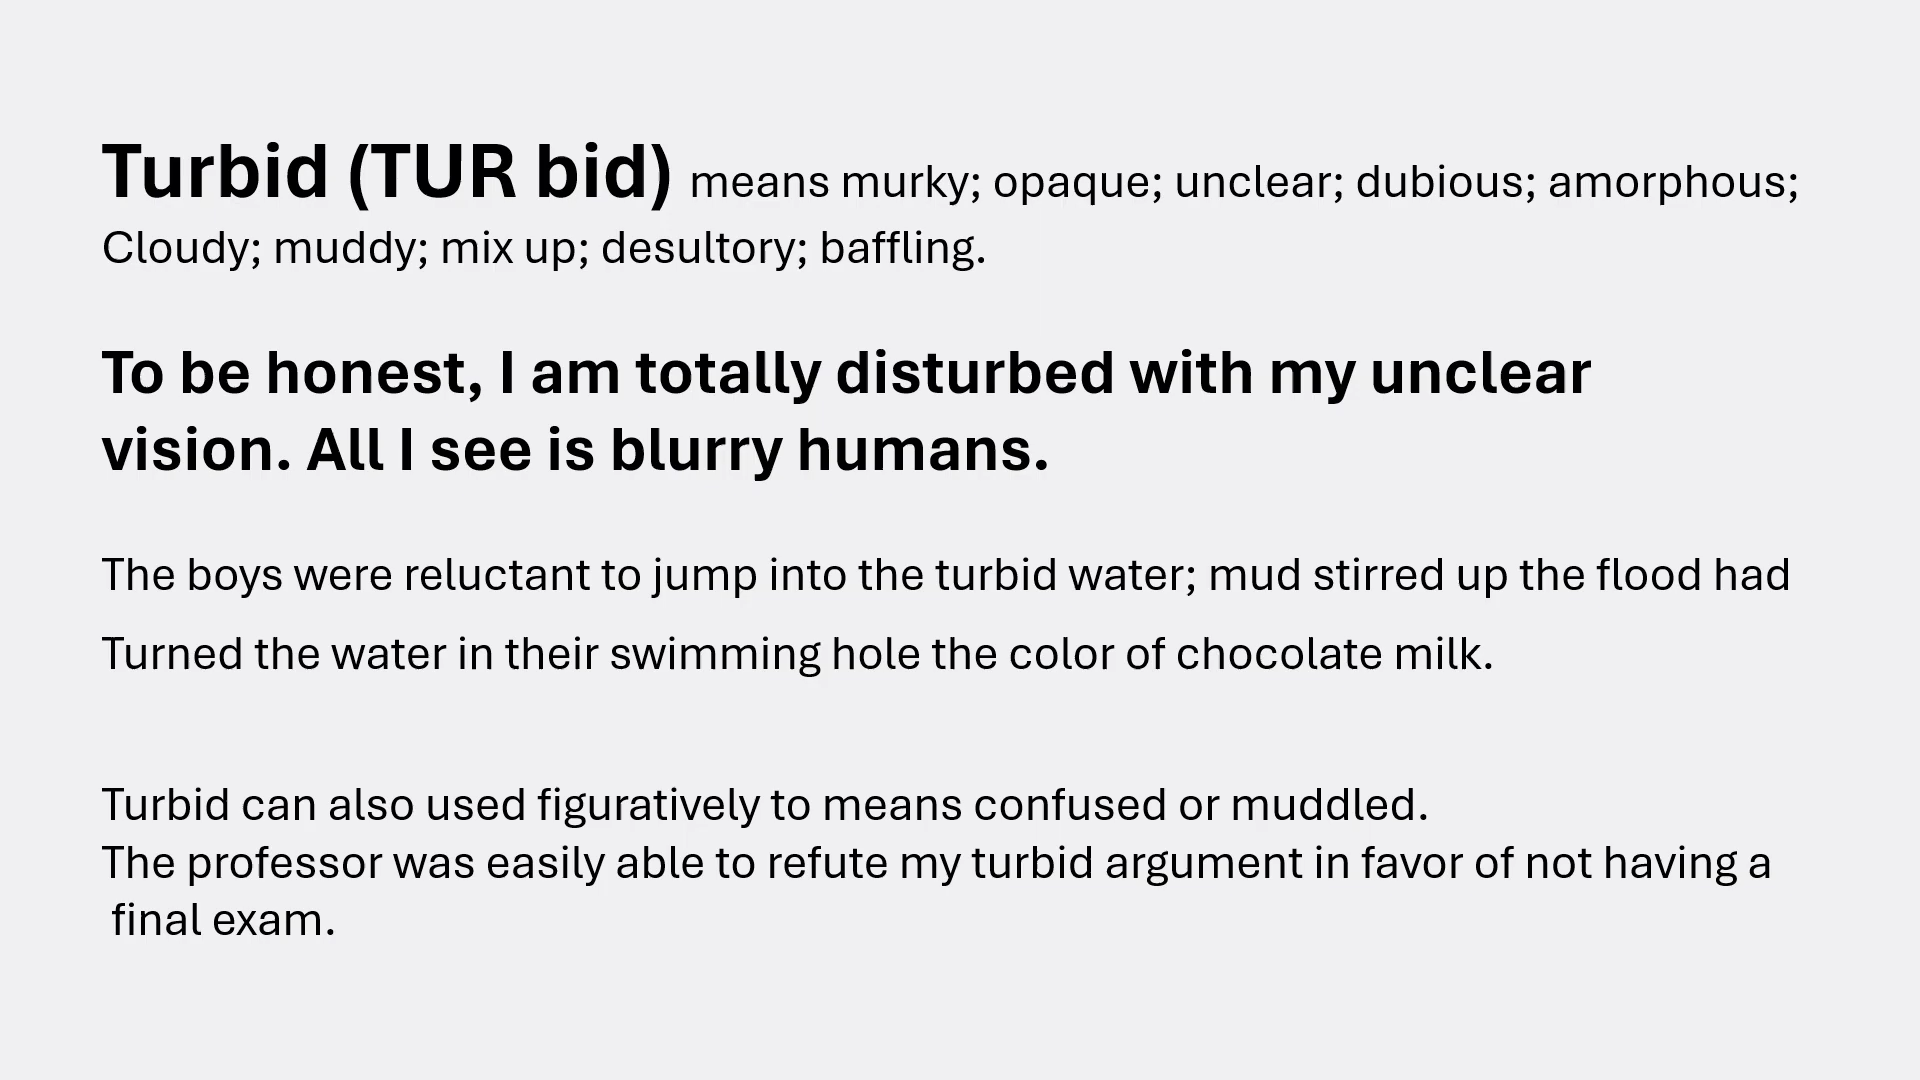 Turbid (TUR bid) means murky; opaque; unclear; dubious; amorphous;
Cloudy; muddy; mix up; desultory; baffling.
To be honest, I am totally disturbed with my unclear
vision. All I see is blurry humans.
The boys were reluctant to jump into the turbid water; mud stirred up the flood had
Turned the water in their swimming hole the color of chocolate milk.
Turbid can also used figuratively to means confused or muddled.
The professor was easily able to refute my turbid argument in favor of not having a
final exam.